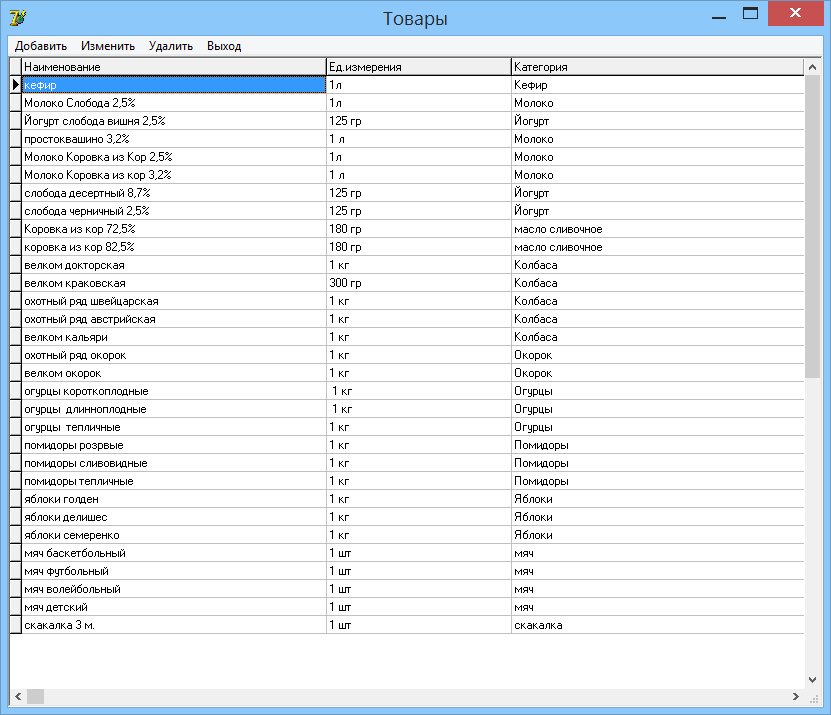 Товары
Добавить Изменить Удалить Выход
Наименование Ед.измерения Категория
кефир 1л Кефир
Молоко Слобода 2,5% 1л Молоко
Йогурт слобода вишня 2,5% 125 гр Йогурт
простоквашино 3,2% 1 л Молоко
Молоко Коровка из Кор 2,5% 1л Молоко
Молоко Коровка из кор 3,2% 1 л Молоко
слобода десертный 8,7% 125 гр Йогурт
слобода черничный 2,5% 125 гр Йогурт
Коровка из кор 72,5% 180 гр масло сливочное
коровка из кор 82,5% 180 гр масло сливочное
велком докторская 1 кг Колбаса
велком краковская 300 гр Колбаса
охотный ряд швейцарская 1 кг Колбаса
охотный ряд австрийская 1 кг Колбаса
велком кальяри 1 кг Колбаса
охотный ряд окорок 1 кг Окорок
велком окорок 1 кг Окорок
огурцы короткоплодные 1 кг Огурцы
огурцы длинноплодные 1 кг Огурцы
огурцы тепличные 1 кг Огурцы
помидоры розрвые 1 кг Помидоры
помидоры сливовидные 1 кг Помидоры
помидоры тепличные 1 кг Помидоры
яблоки голден 1 кг Яблоки
яблоки делишес 1 кг Яблоки
яблоки семеренко 1 кг Яблоки
мяч баскетбольный 1 шт мяч
мяч футбольный 1 шт мяч
мяч волейбольный 1 шт мяч
мяч детский 1 шт мяч
скакалка 3 м. 1 шт скакалка